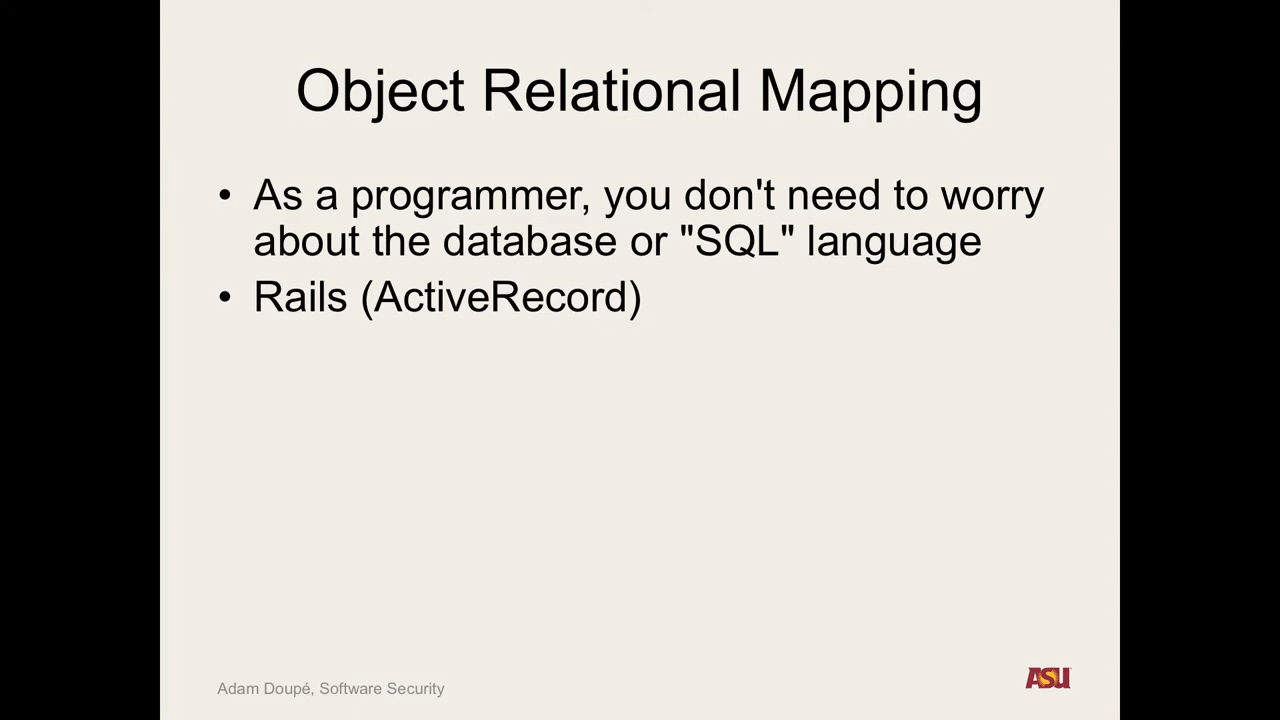 Object Relational Mapping
• As a programmer, you don't need to worry
about the database or "SQL" language
• Rails (ActiveRecord)
Adam Doupé, Software Security
ASU